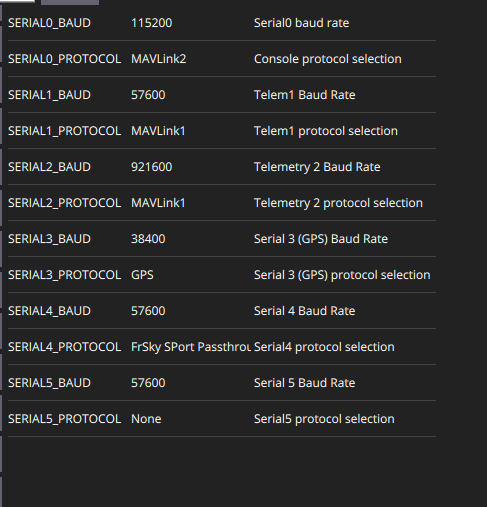 SERIAL0_BAUD 115200 Serial0 baud rate
SERIAL0_PROTOCOL MAVLink2 Console protocol selection
SERIAL1_BAUD 57600 Telem1 Baud Rate
SERIAL1_PROTOCOL MAVLink1 Telem1 protocol selection
SERIAL2_BAUD 921600 Telemetry 2 Baud Rate
SERIAL2_PROTOCOL MAVLink1 Telemetry 2 protocol selection
SERIAL3_BAUD 38400 Serial 3 (GPS) Baud Rate
SERIAL3_PROTOCOL GPS Serial 3 (GPS) protocol selection
SERIAL4_BAUD 57600 Serial 4 Baud Rate
SERIAL4_PROTOCOL FrSky SPort Passthrou Serial4 protocol selection
SERIAL5_BAUD 57600 Serial 5 Baud Rate
SERIAL5_PROTOCOL None Serial5 protocol selection